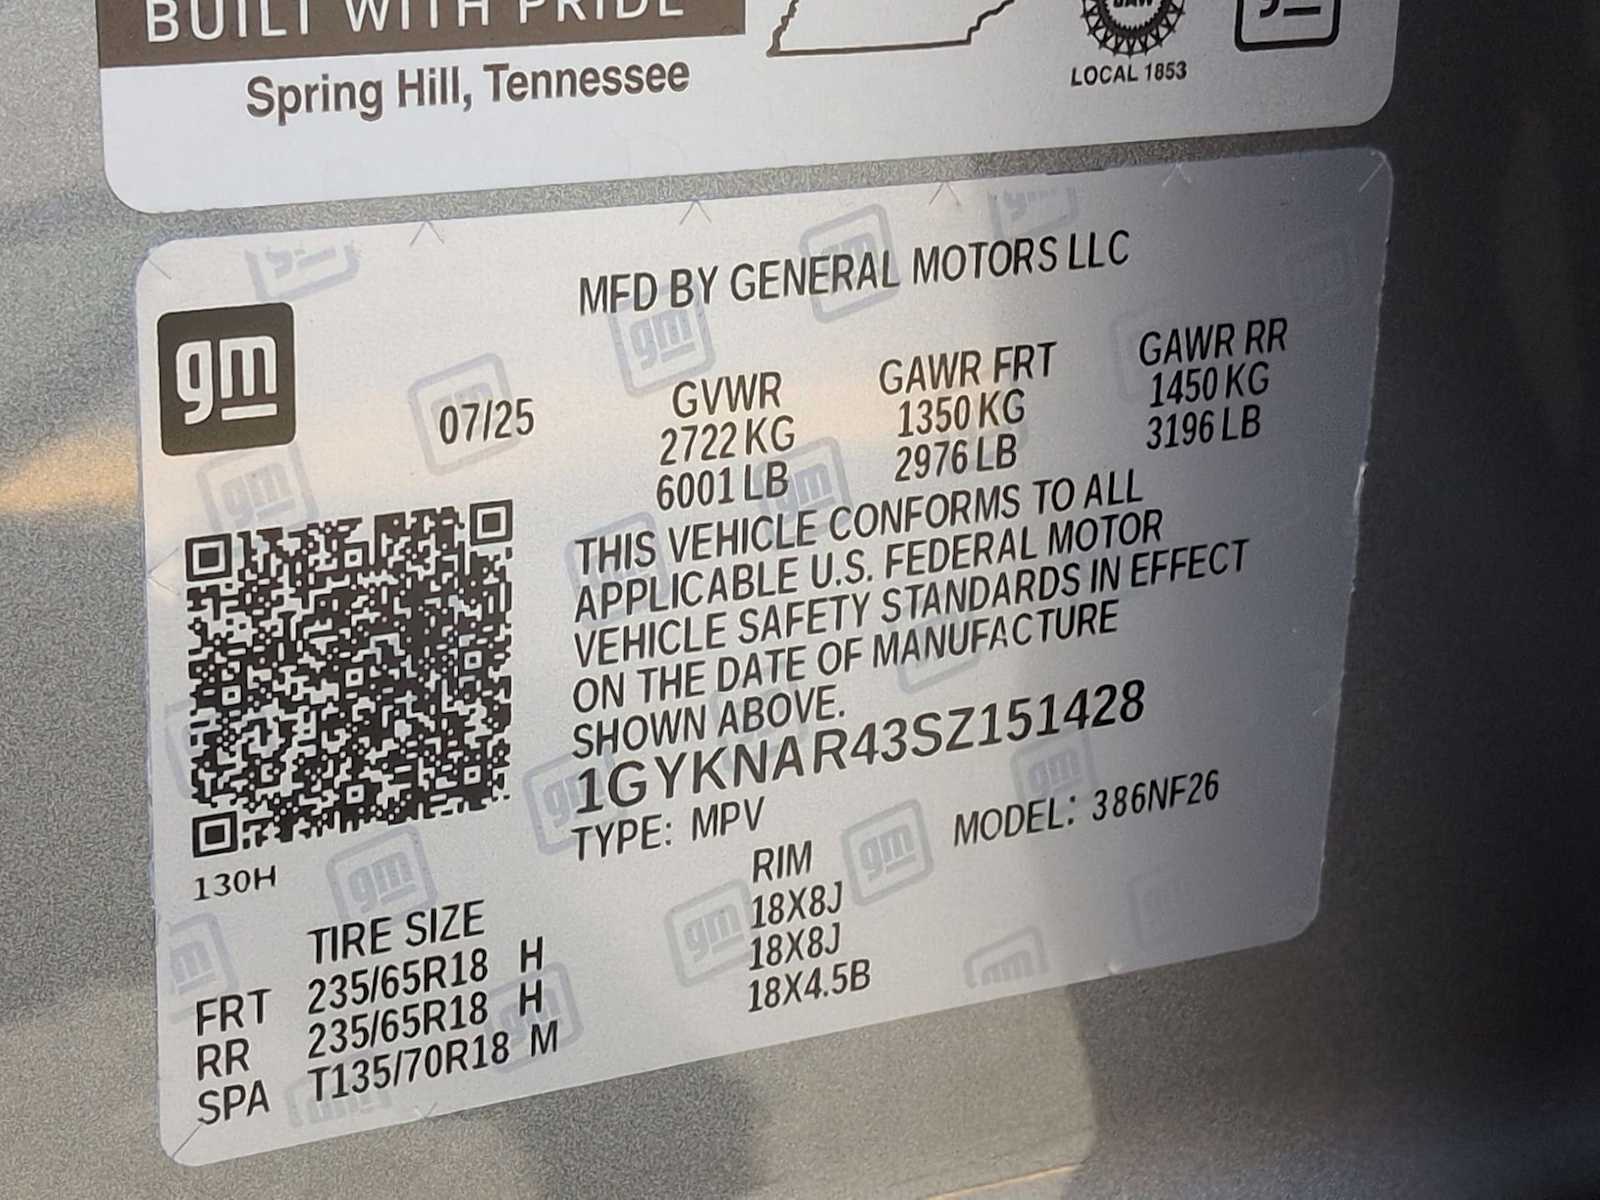 BUILT WITH PRIDE
Spring Hill, Tennessee
UAW
LOCAL 1853
gm
MFD BY GENERAL MOTORS LLC
07/25
GVWR GAWR FRT GAWR RR
2722 KG 1350 KG 1450 KG
6001 LB 2976 LB 3196 LB
THIS VEHICLE CONFORMS TO ALL
APPLICABLE U.S. FEDERAL MOTOR
VEHICLE SAFETY STANDARDS IN EFFECT
ON THE DATE OF MANUFACTURE
SHOWN ABOVE.
1GYKNAR43SZ151428
TYPE: MPV MODEL: 386NF26
130H
TIRE SIZE RIM
FRT 235/65R18 H 18X8J
RR 235/65R18 H 18X8J
SPA T135/70R18 M 18X4.5B